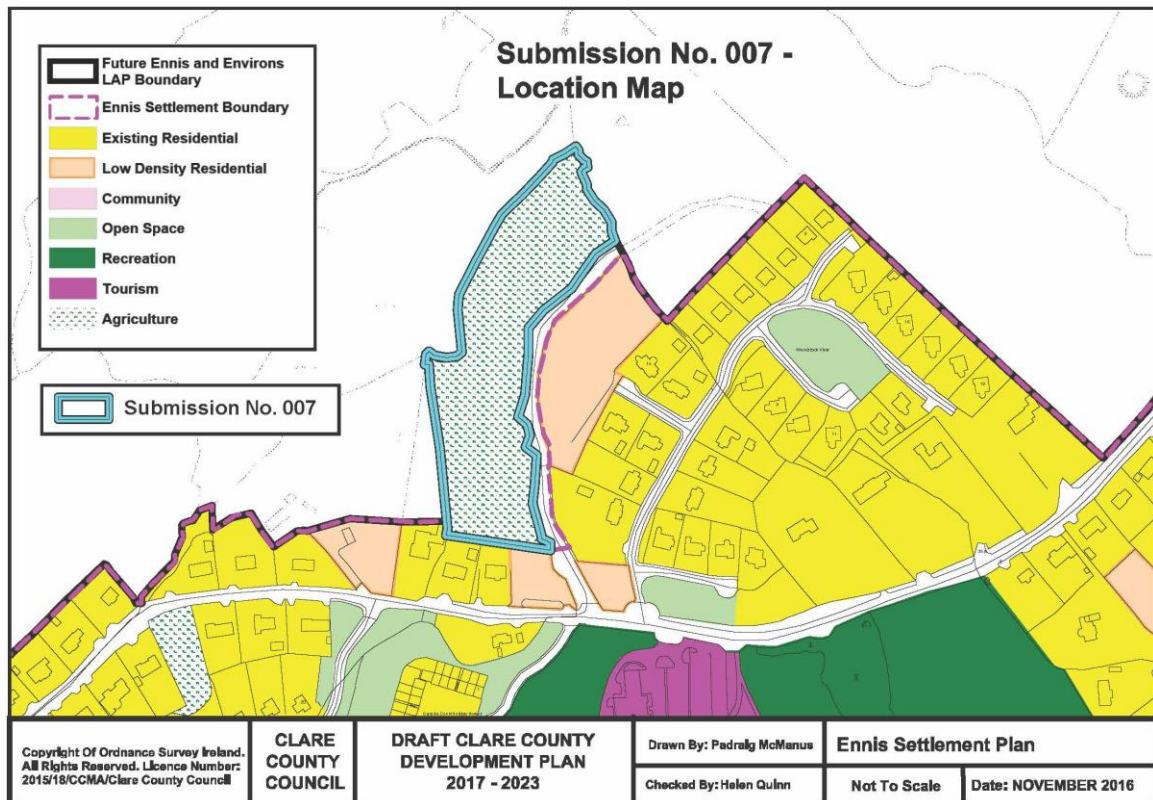 Submission No. 007 -
Location Map
Future Ennis and Environs
LAP Boundary
Ennis Settlement Boundary
Existing Residential
Low Density Residential
Community
Open Space
Recreation
Tourism
Agriculture
Submission No. 007
Copyright Of Ordnance Survey Ireland.
All Rights Reserved. Licence Number:
2015/18/CCMA/Clare County Council
CLARE
COUNTY
COUNCIL
DRAFT CLARE COUNTY
DEVELOPMENT PLAN
2017 - 2023
Drawn By: Padraig McManus
Checked By: Helen Quinn
Ennis Settlement Plan
Not To Scale
Date: NOVEMBER 2016